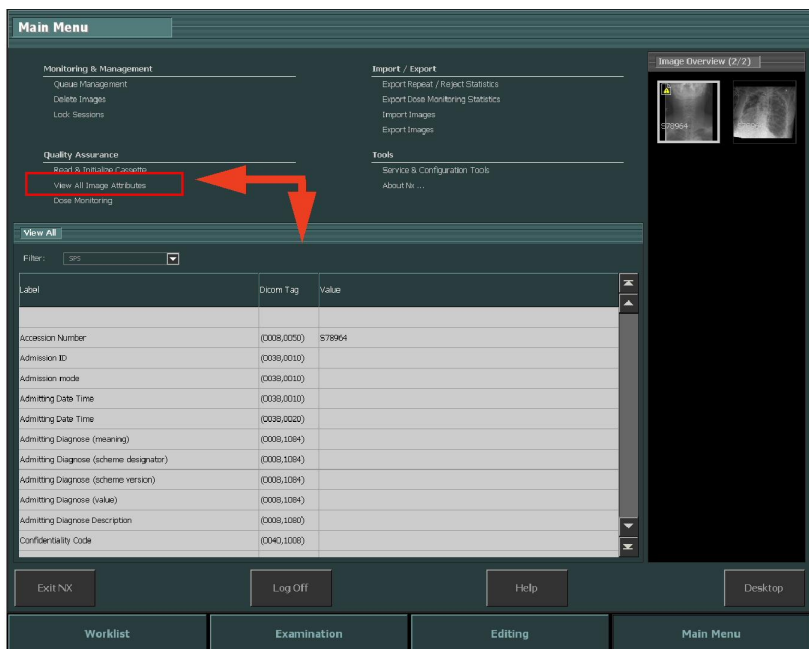 Main Menu
Monitoring & Management
Queue Management
Delete Images
Lock Sessions
Import / Export
Export Repeat / Reject Statistics
Export Dose Monitoring Statistics
Import Images
Export Images
Quality Assurance
Read & Initialize Cassette
View All Image Attributes
Dose Monitoring
Tools
Service & Configuration Tools
About Nx ...
Image Overview (2/2)
S78964
View All
Filter: SPS
Label Dicom Tag Value
Accession Number (0008,0050) S78964
Admission ID (0038,0010)
Admission mode (0038,0010)
Admitting Date Time (0038,0010)
Admitting Date Time (0038,0020)
Admitting Diagnose (meaning) (0008,1084)
Admitting Diagnose (scheme designator) (0008,1084)
Admitting Diagnose (scheme version) (0008,1084)
Admitting Diagnose (value) (0008,1084)
Admitting Diagnose Description (0008,1080)
Confidentiality Code (0040,1008)
Exit NX
Log Off
Help
Desktop
Worklist
Examination
Editing
Main Menu